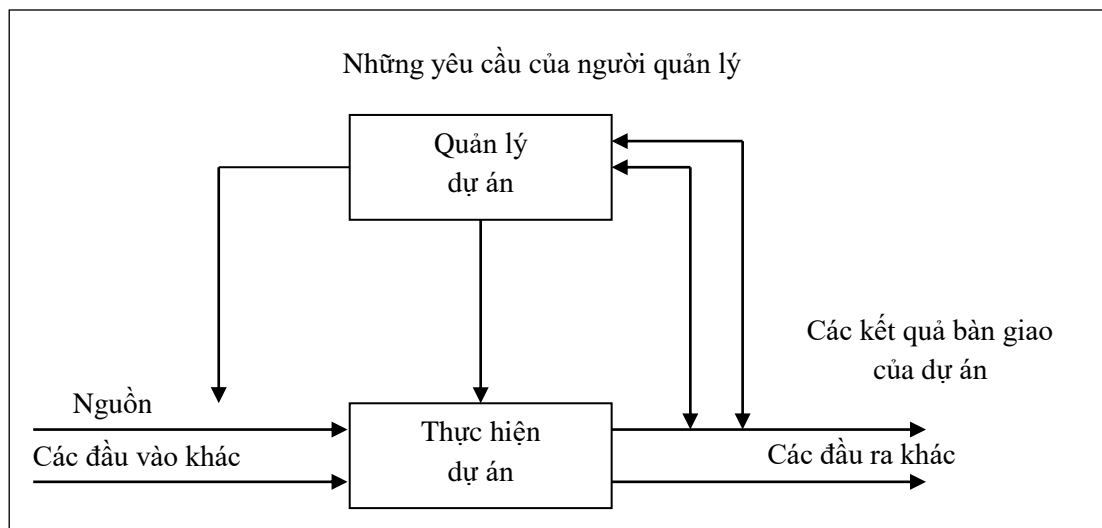 Những yêu cầu của người quản lý
Quản lý
dự án
Các kết quả bàn giao
của dự án
Nguồn
Thực hiện
dự án
Các đầu vào khác
Các đầu ra khác